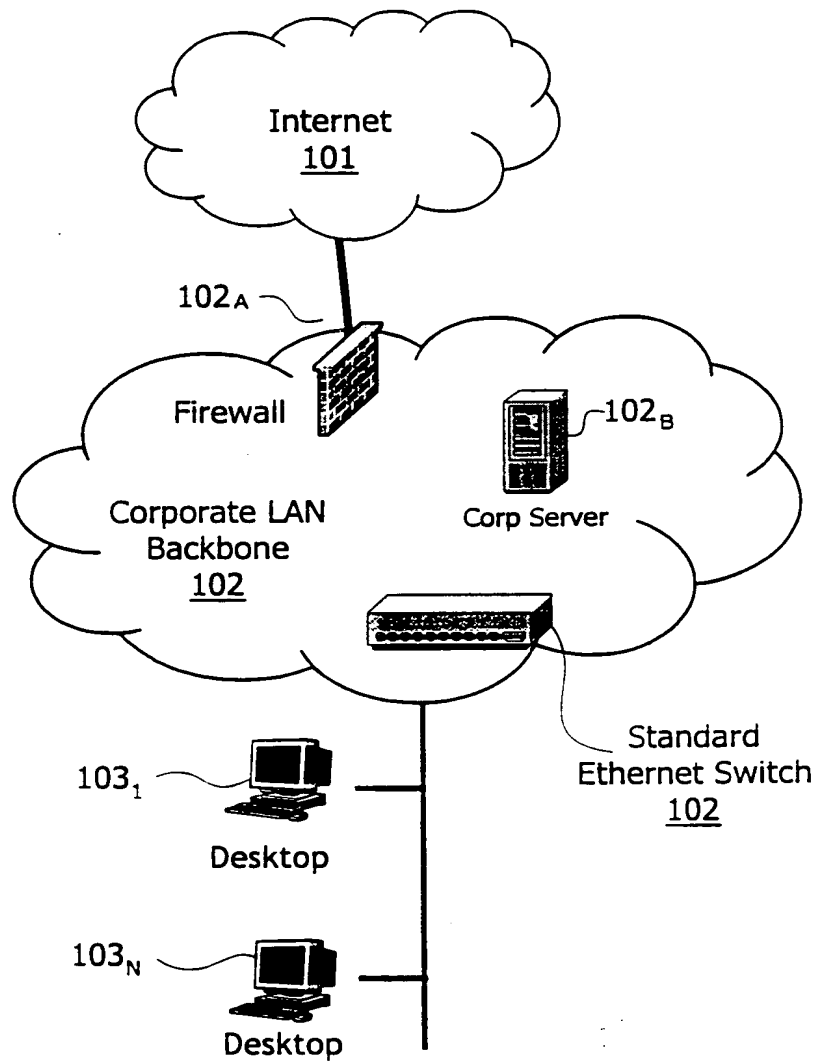 Internet
101
102A
Firewall
102B
Corp Server
Corporate LAN
Backbone
102
Standard
Ethernet Switch
102
1031
Desktop
103N
Desktop